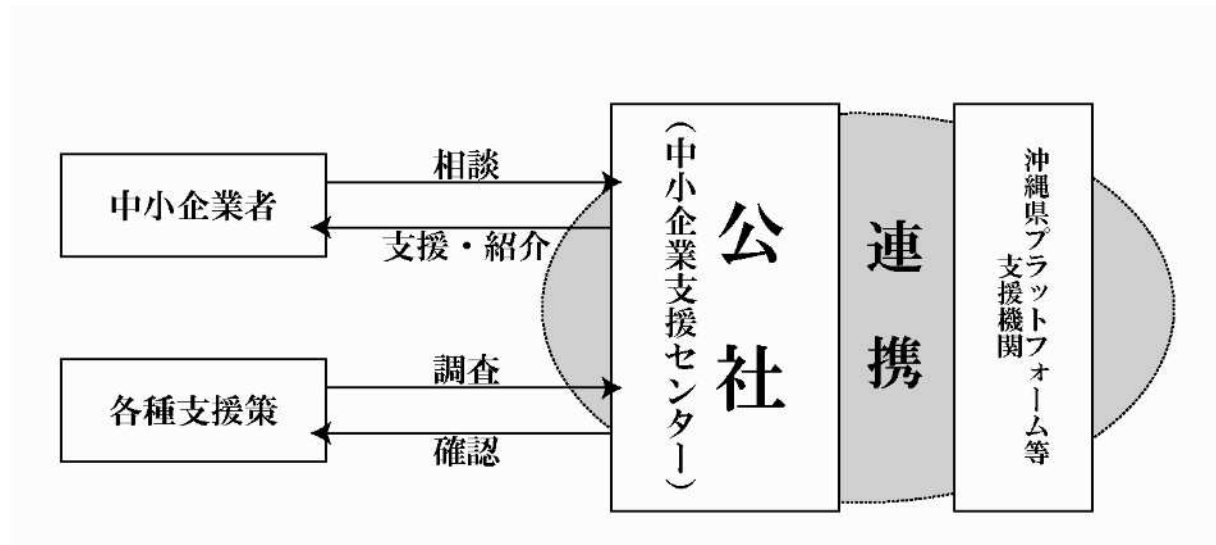 中小企業者
相談
支援・紹介
各種支援策
調査
確認
公社
（中小企業支援センター）
連携
沖縄県プラットフォーム等
支援機関